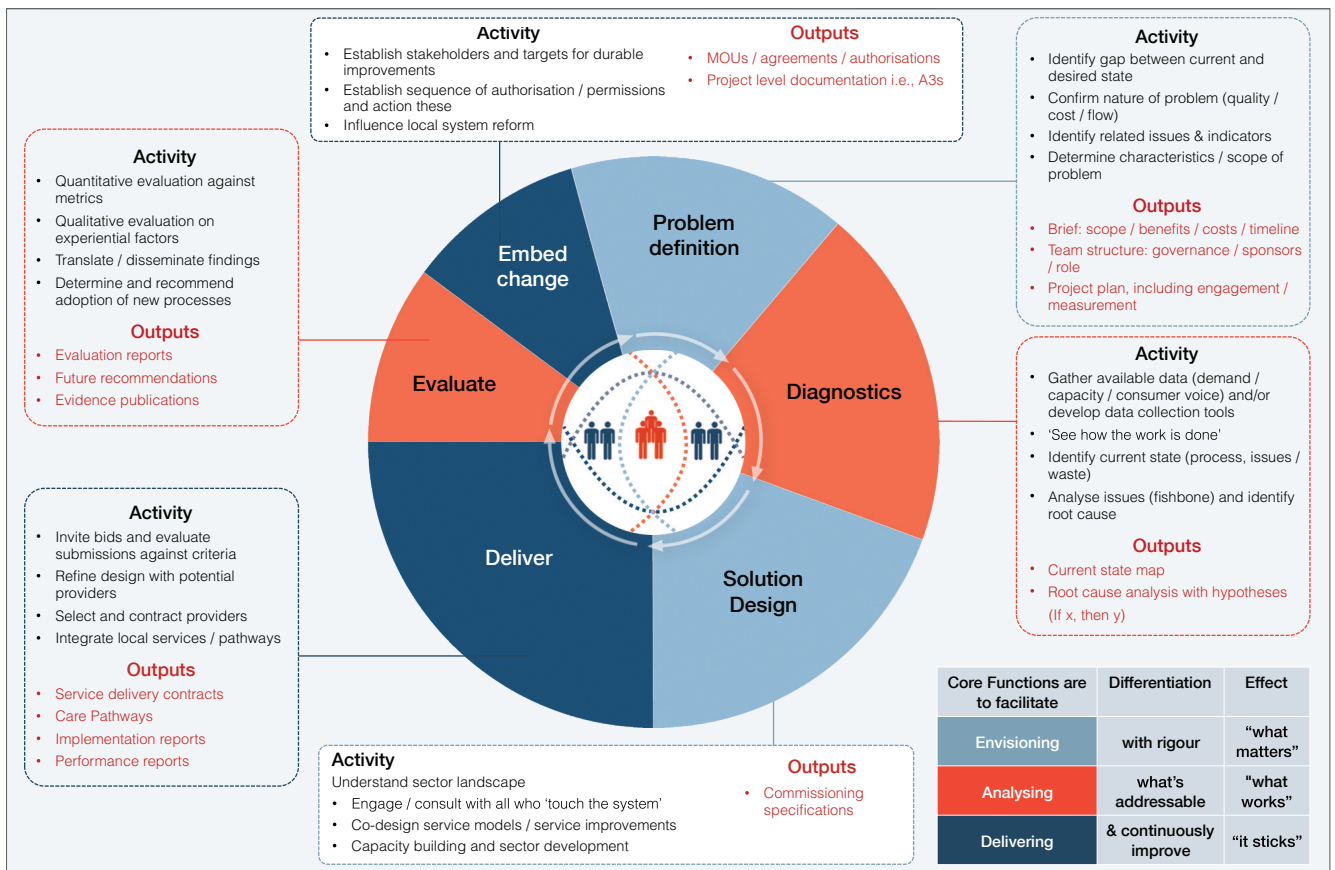 Activity
• Establish stakeholders and targets for durable
improvements
• Establish sequence of authorisation / permissions
and action these
• Influence local system reform
Outputs
• MOUs / agreements / authorisations
• Project level documentation i.e., A3s
Activity
• Identify gap between current and
desired state
• Confirm nature of problem (quality /
cost / flow)
• Identify related issues & indicators
• Determine characteristics / scope of
problem
Outputs
• Brief: scope / benefits / costs / timeline
• Team structure: governance / sponsors
/ role
• Project plan, including engagement /
measurement
Activity
• Quantitative evaluation against
metrics
• Qualitative evaluation on
experiential factors
• Translate / disseminate findings
• Determine and recommend
adoption of new processes
Outputs
• Evaluation reports
• Future recommendations
• Evidence publications
Problem
definition
Embed
change
Evaluate
Diagnostics
Deliver
Solution
Design
Activity
• Gather available data (demand /
capacity / consumer voice) and/or
develop data collection tools
• ‘See how the work is done’
• Identify current state (process, issues /
waste)
• Analyse issues (fishbone) and identify
root cause
Outputs
• Current state map
• Root cause analysis with hypotheses
(If x, then y)
Activity
• Invite bids and evaluate
submissions against criteria
• Refine design with potential
providers
• Select and contract providers
• Integrate local services / pathways
Outputs
• Service delivery contracts
• Care Pathways
• Implementation reports
• Performance reports
Activity
Understand sector landscape
• Engage / consult with all who ‘touch the system’
• Co-design service models / service improvements
• Capacity building and sector development
Outputs
• Commissioning
specifications
Core Functions are
to facilitate
Differentiation
Effect
Envisioning
with rigour
“what
matters”
Analysing
what’s
addressable
"what
works"
Delivering
& continuously
improve
“it sticks”